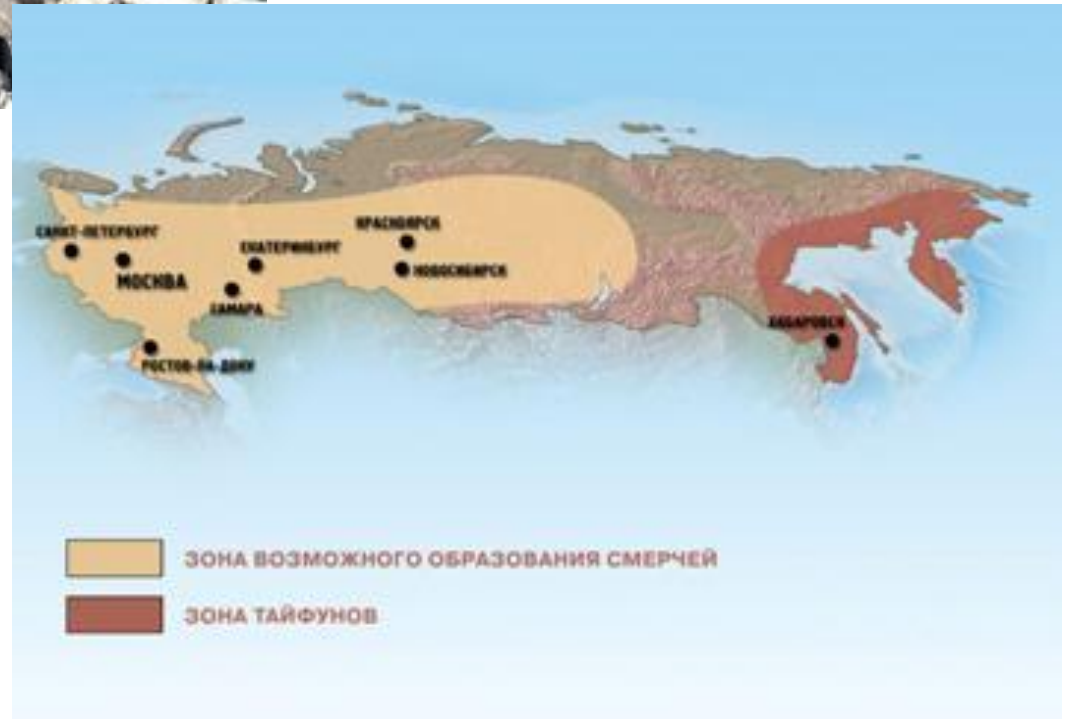 САНКТ-ПЕТЕРБУРГ
МОСКВА
ЕКАТЕРИНБУРГ
САМАРА
РОСТОВ-НА-ДОНУ
КРАСНОЯРСК
НОВОСИБИРСК
ХАБАРОВСК
ЗОНА ВОЗМОЖНОГО ОБРАЗОВАНИЯ СМЕРЧЕЙ
ЗОНА ТАЙФУНОВ